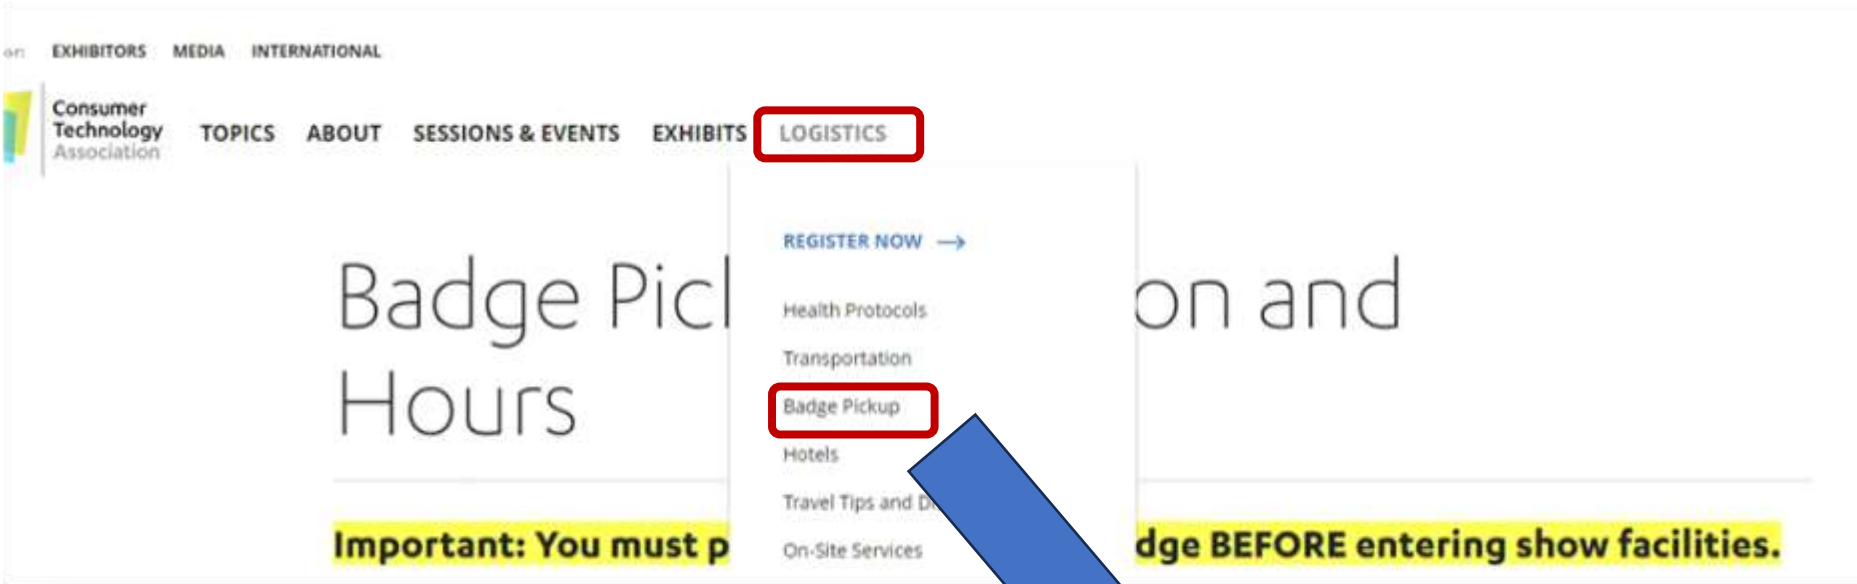 EXHIBITORS MEDIA INTERNATIONAL
Consumer
Technology
Association
TOPICS ABOUT SESSIONS & EVENTS EXHIBITS LOGISTICS
REGISTER NOW →
Health Protocols
Transportation
Badge Pickup
Hotels
Travel Tips and
On-Site Services
Badge Pic on and
Hours
Important: You must p dge BEFORE entering show facilities.